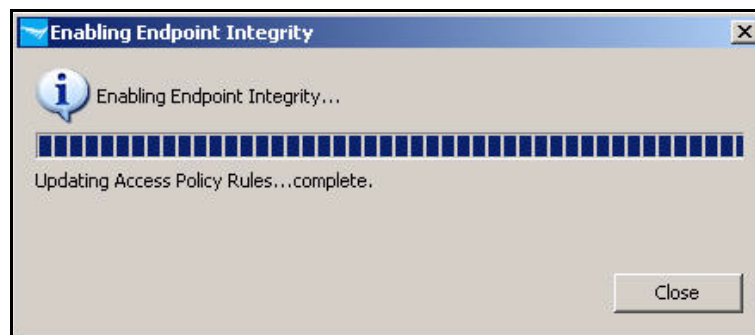 Enabling Endpoint Integrity
Enabling Endpoint Integrity...
Updating Access Policy Rules...complete.
Close